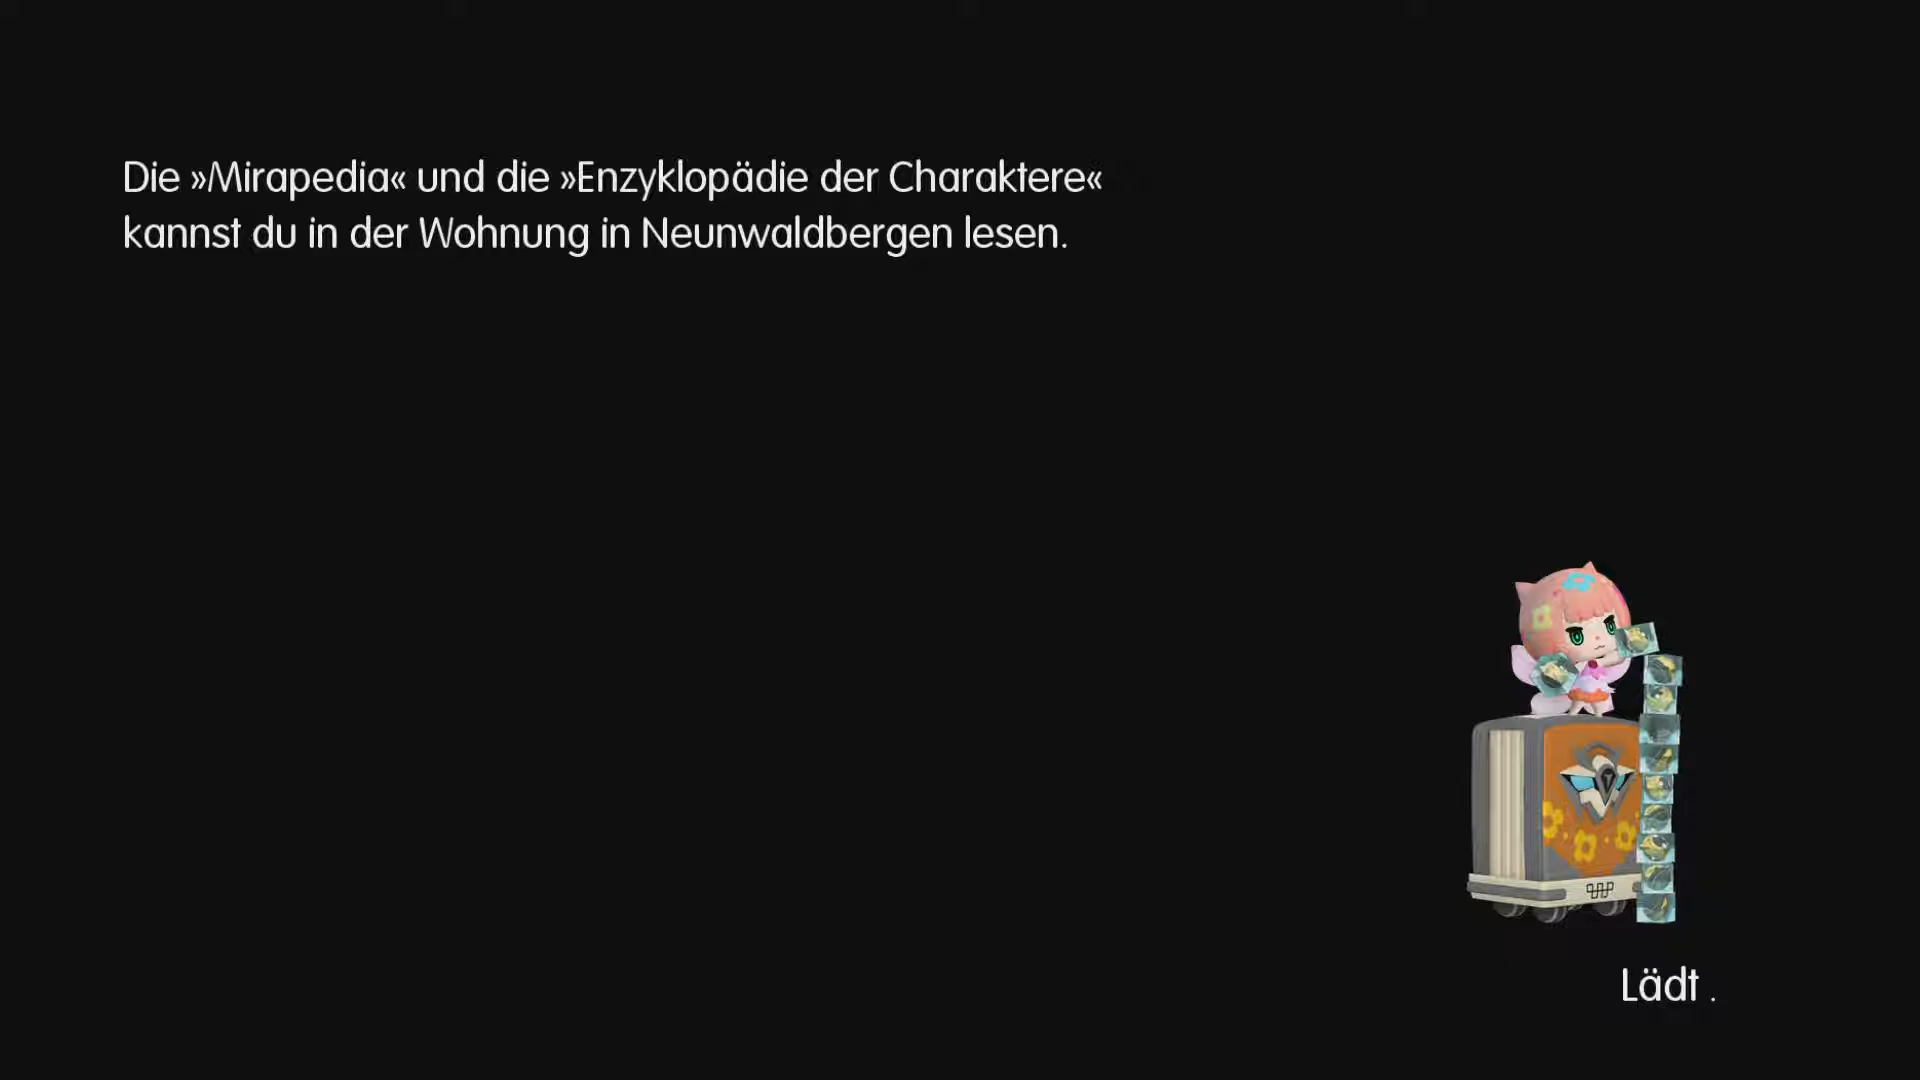 Die »Mirapedia« und die »Enzyklopädie der Charaktere«
kannst du in der Wohnung in Neunwaldbergen lesen.
Lädt .